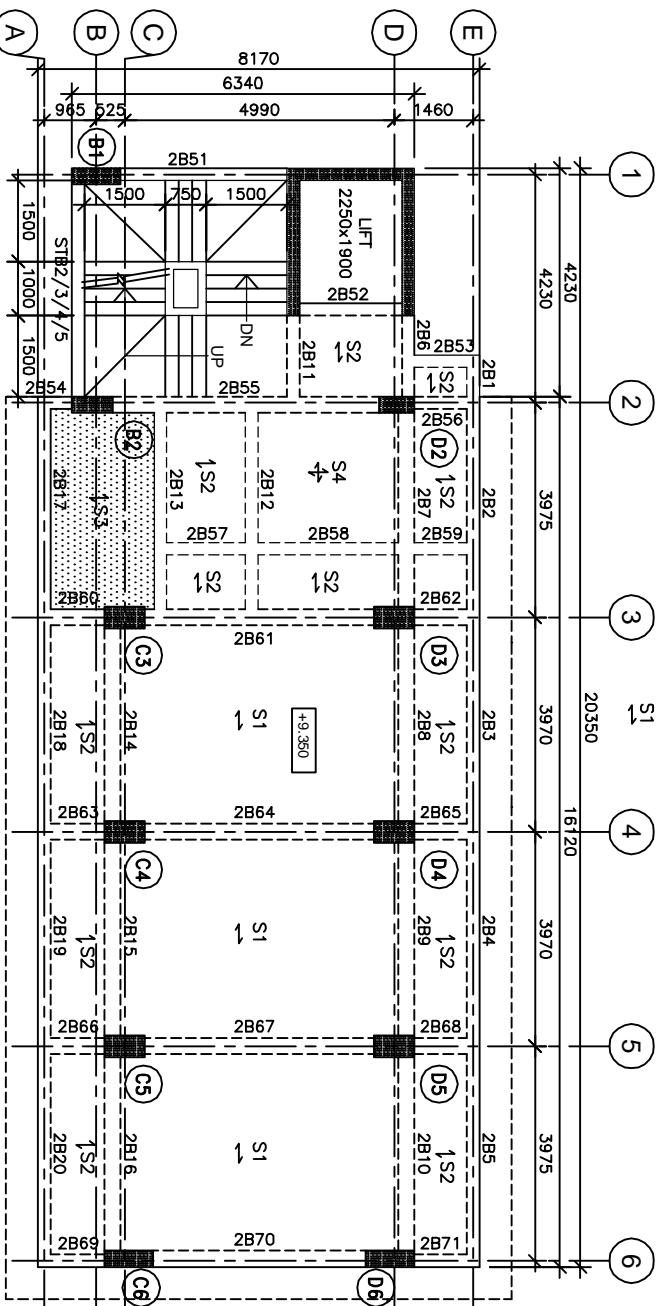 1
2
3
4
5
6
A
B
C
D
E
S1
20350
4230
16120
4230
3975
3970
3970
3975
8170
6340
965
525
4990
1460
2B1
2B2
2B3
2B4
2B5
2B53
2B6
S2
2B56
D2
S2
2B7
2B59
2B62
D3
S2
2B8
2B65
D4
S2
2B9
2B68
D5
S2
2B10
2B71
D6
LIFT
2250x1900
2B52
S2
2B11
S4
2B12
2B58
S2
+9.350
S1
2B61
S1
2B64
S1
2B67
2B70
B1
2B51
1500
750
1500
DN
UP
2B55
S2
2B13
2B57
S2
B2
C3
2B14
C4
2B15
C5
2B16
C6
STB2/3/4/5
2B54
S3
2B17
2B60
S2
2B18
2B63
S2
2B19
2B66
S2
2B20
2B69
1500
1000
1500